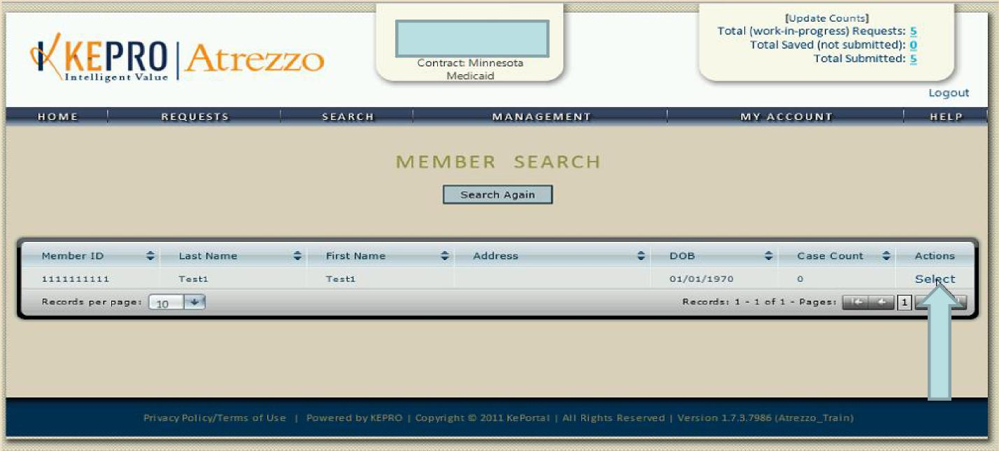 KEPRO | Atrezzo
Intelligent Value
Contract: Minnesota
Medicaid
[Update Counts]
Total (work-in-progress) Requests: 5
Total Saved (not submitted): 0
Total Submitted: 5
Logout
HOME REQUESTS SEARCH MANAGEMENT MY ACCOUNT HELP
MEMBER SEARCH
Search Again
Member ID Last Name First Name Address DOB Case Count Actions
1111111111 Test1 Test1 01/01/1970 0 Select
Records per page: 10 Records: 1 - 1 of 1 - Pages: 1
Privacy Policy/Terms of Use | Powered by KEPRO | Copyright © 2011 KePortal | All Rights Reserved | Version 1.7.3.7986 (Atrezzo_Train)